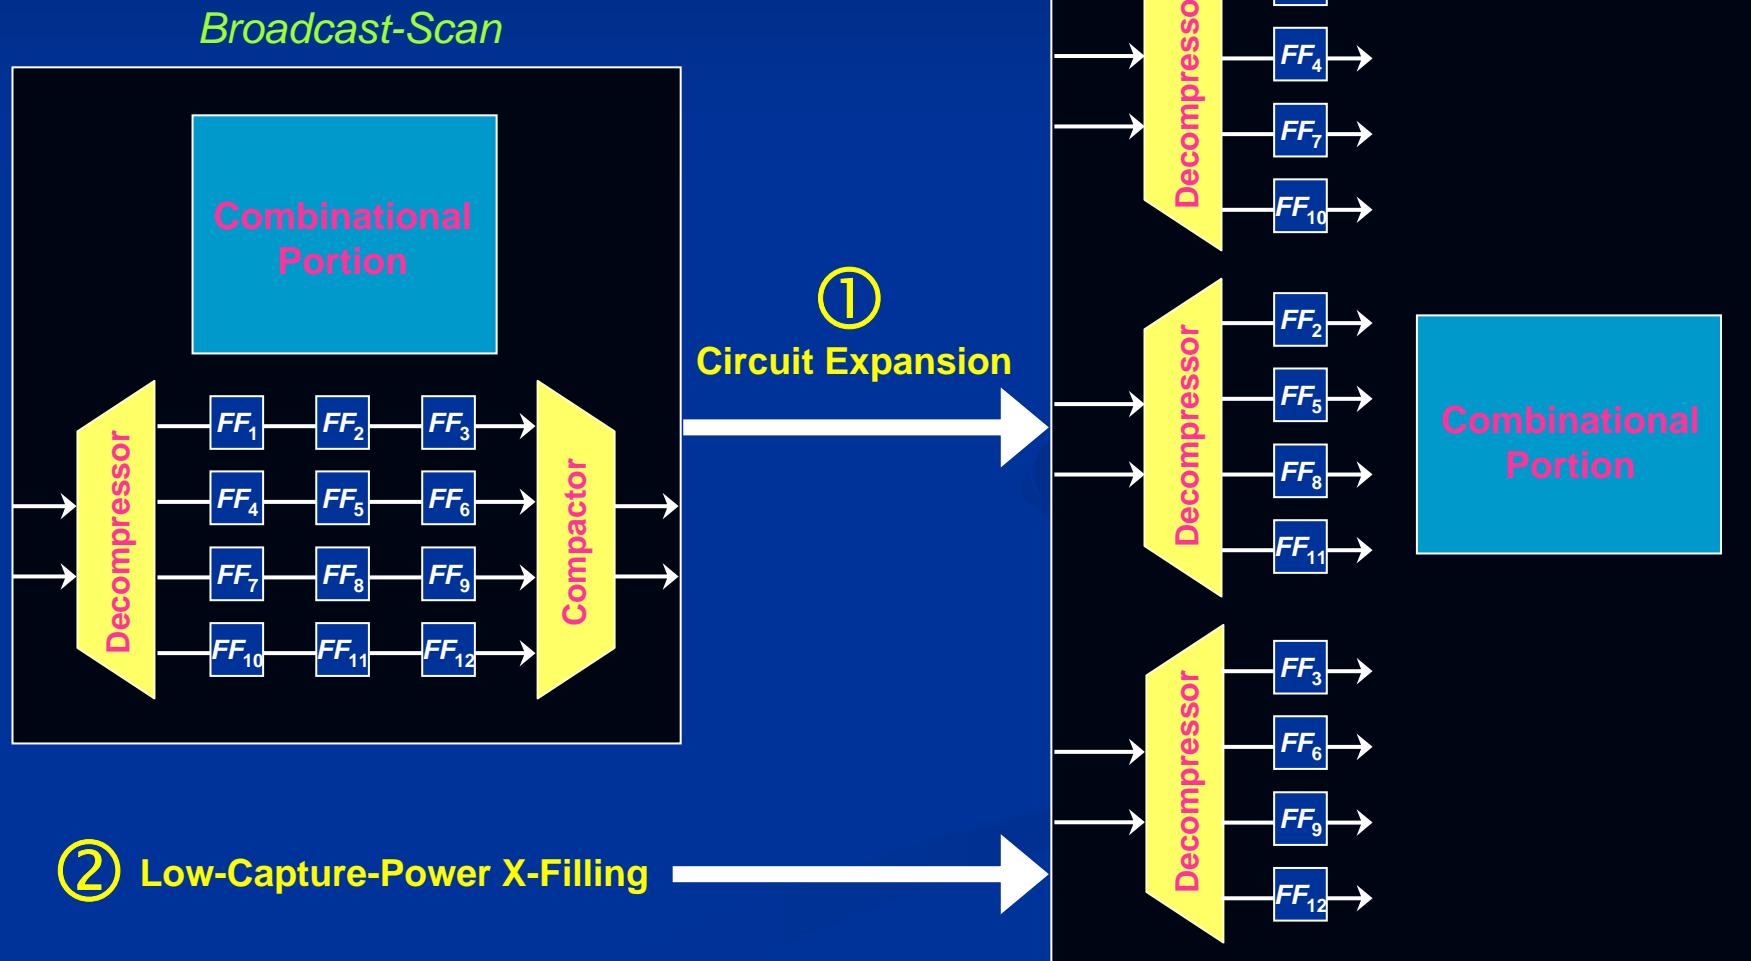 Broadcast-Scan
Combinational
Portion
Decompressor
FF1 FF2 FF3
FF4 FF5 FF6
FF7 FF8 FF9
FF10 FF11 FF12
Compactor
①
Circuit Expansion
② Low-Capture-Power X-Filling
Decompressor
FF4
FF7
FF10
Decompressor
FF2
FF5
FF8
FF11
Decompressor
FF3
FF6
FF9
FF12
Combinational
Portion